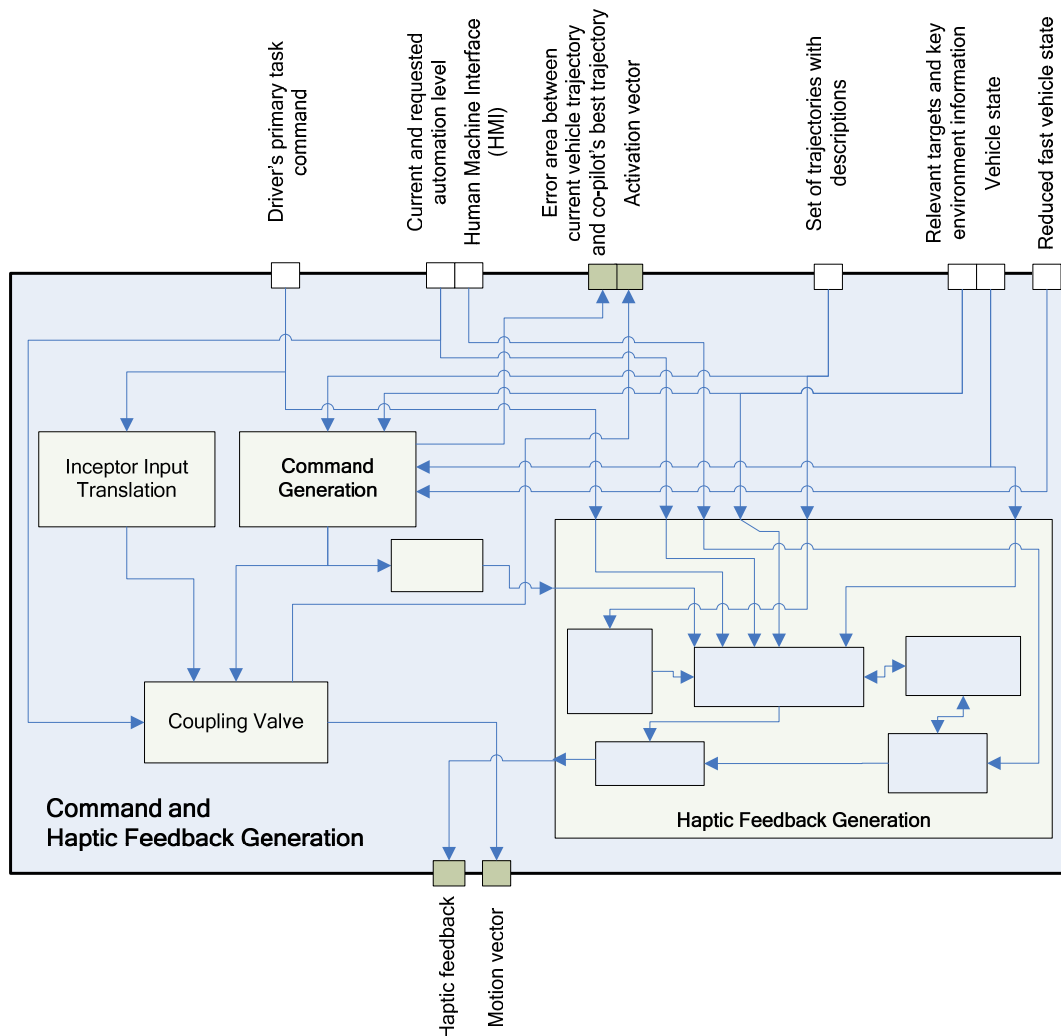 Driver's primary task
command
Current and requested
automation level
Human Machine Interface
(HMI)
Error area between
current vehicle trajectory
and co-pilot's best trajectory
Activation vector
Set of trajectories with
descriptions
Relevant targets and key
environment information
Vehicle state
Reduced fast vehicle state
Inceptor Input
Translation
Command
Generation
Coupling Valve
Command and
Haptic Feedback Generation
Haptic Feedback Generation
Haptic feedback
Motion vector